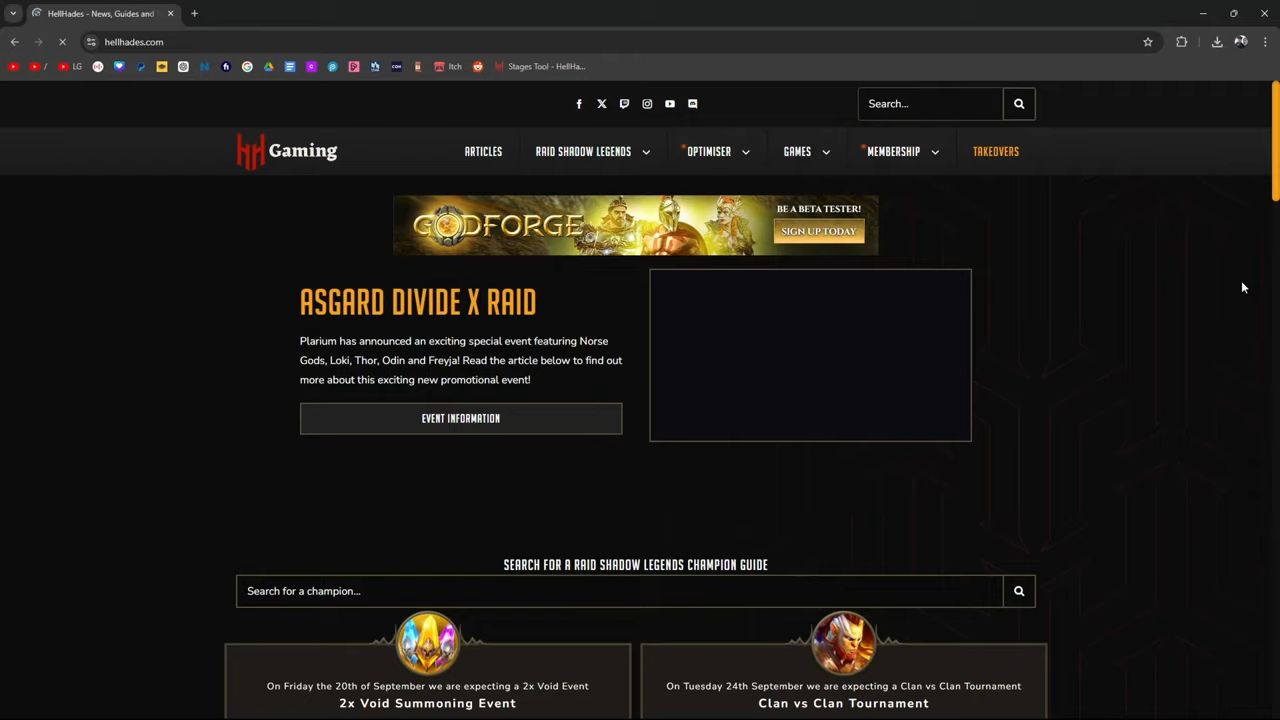 HellHades - News, Guides and
hellhades.com
/
LG
Itch
Stages Tool - HellHa...
Search...
Gaming
ARTICLES
RAID SHADOW LEGENDS
*OPTIMISER
GAMES
*MEMBERSHIP
TAKEOVERS
GODFORGE
BE A BETA TESTER!
SIGN UP TODAY
ASGARD DIVIDE X RAID
Plarium has announced an exciting special event featuring Norse
Gods, Loki, Thor, Odin and Freyja! Read the article below to find out
more about this exciting new promotional event!
EVENT INFORMATION
SEARCH FOR A RAID SHADOW LEGENDS CHAMPION GUIDE
Search for a champion...
On Friday the 20th of September we are expecting a 2x Void Event
2x Void Summoning Event
On Tuesday 24th September we are expecting a Clan vs Clan Tournament
Clan vs Clan Tournament